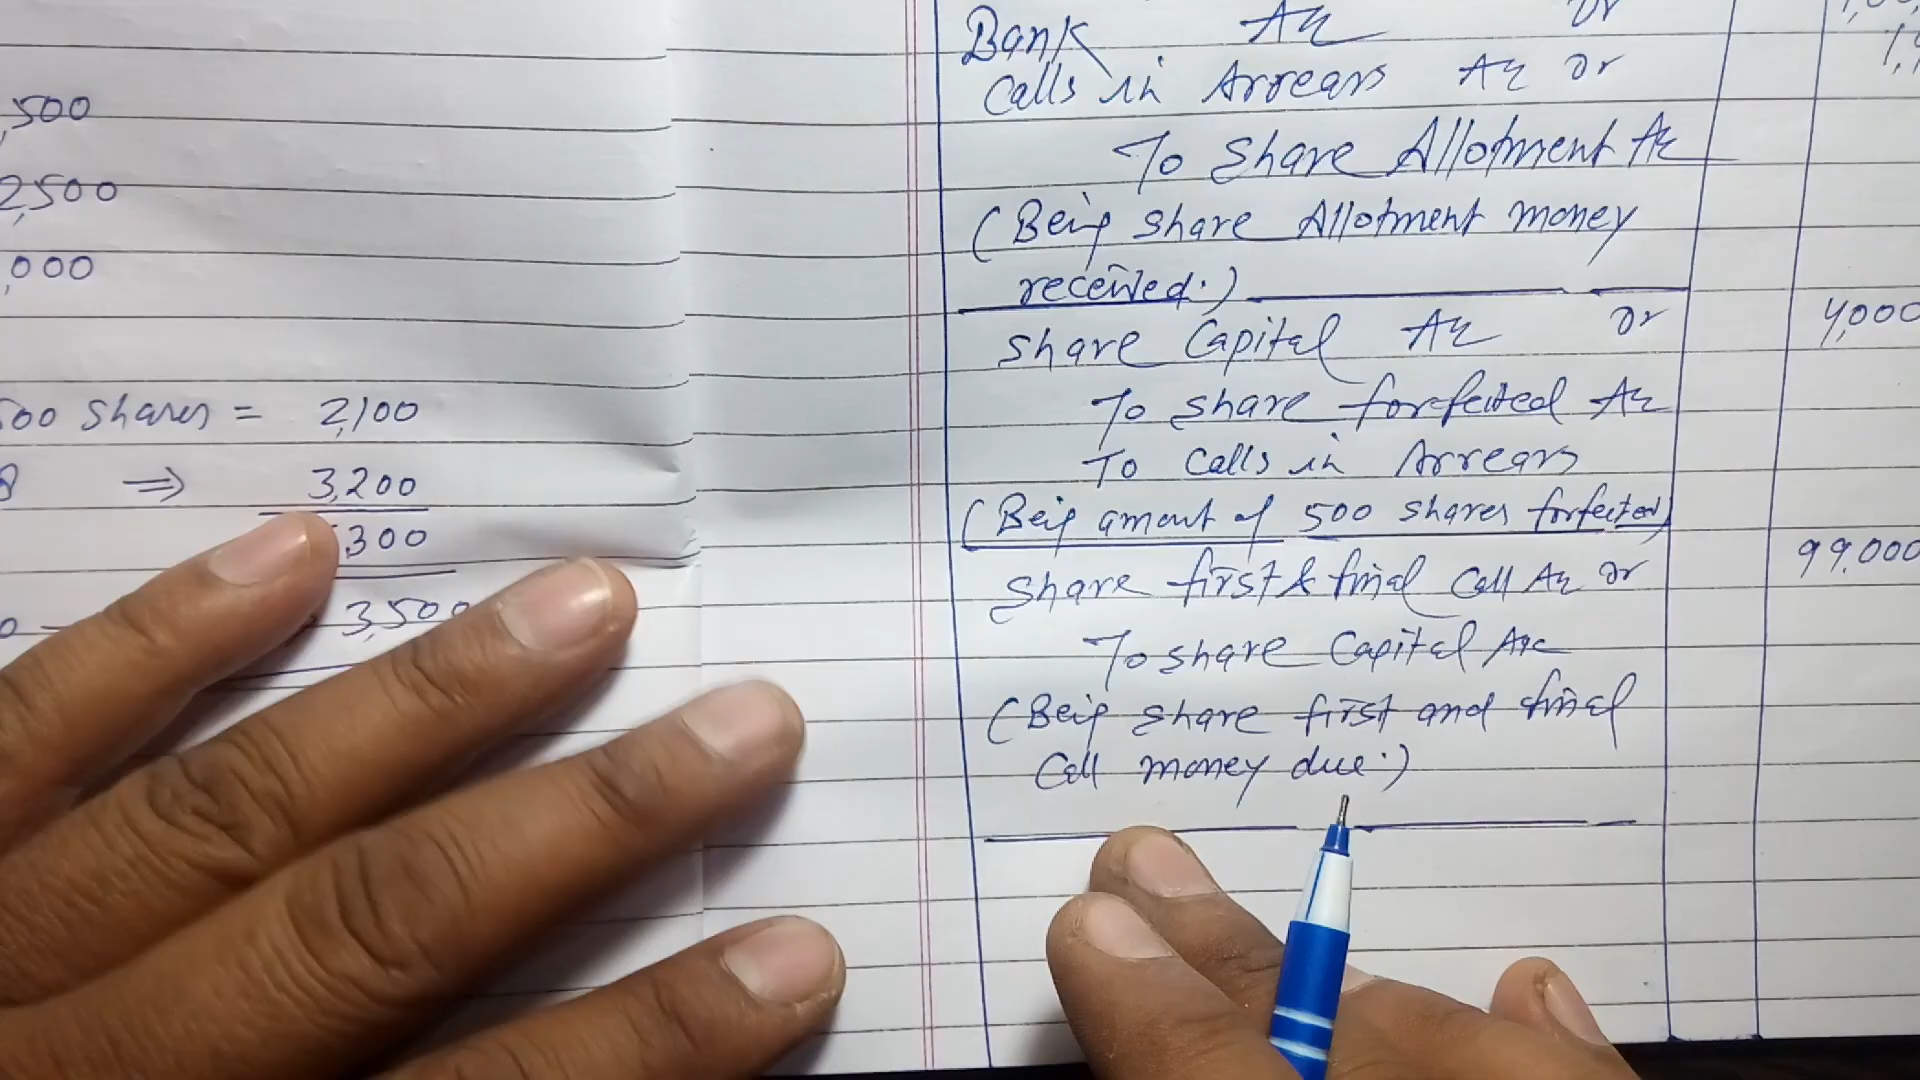 ,500
2,500
,000
500 Shares = 2,100
⇒ 3,200
,300
3,500
Bank A/c Dr
Calls in Arrears A/c Dr
To Share Allotment A/c
(Being Share Allotment money
received.)
Share Capital A/c Dr 4,000
To Share forfeited A/c
To Calls in Arrears
(Being amount of 500 shares forfeited)
Share first & final Call A/c Dr 99,000
To Share Capital A/c
(Being Share first and final
Call money due.)